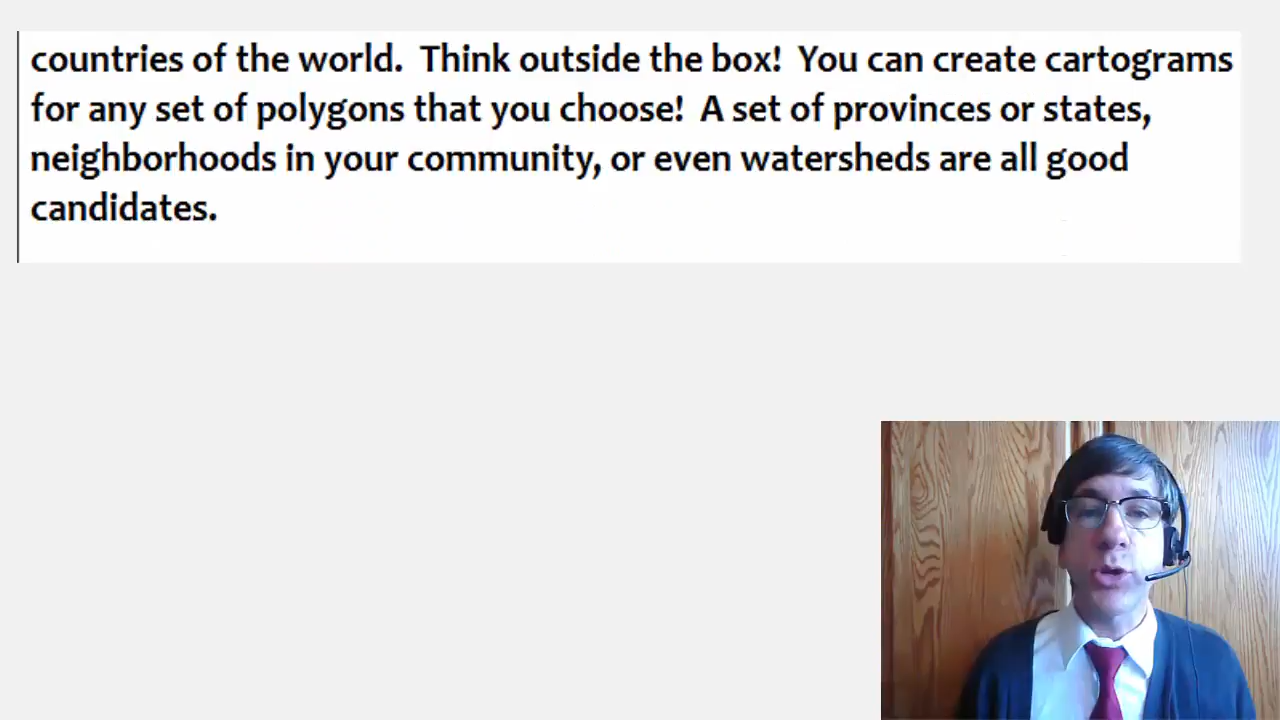 countries of the world. Think outside the box! You can create cartograms
for any set of polygons that you choose! A set of provinces or states,
neighborhoods in your community, or even watersheds are all good
candidates.